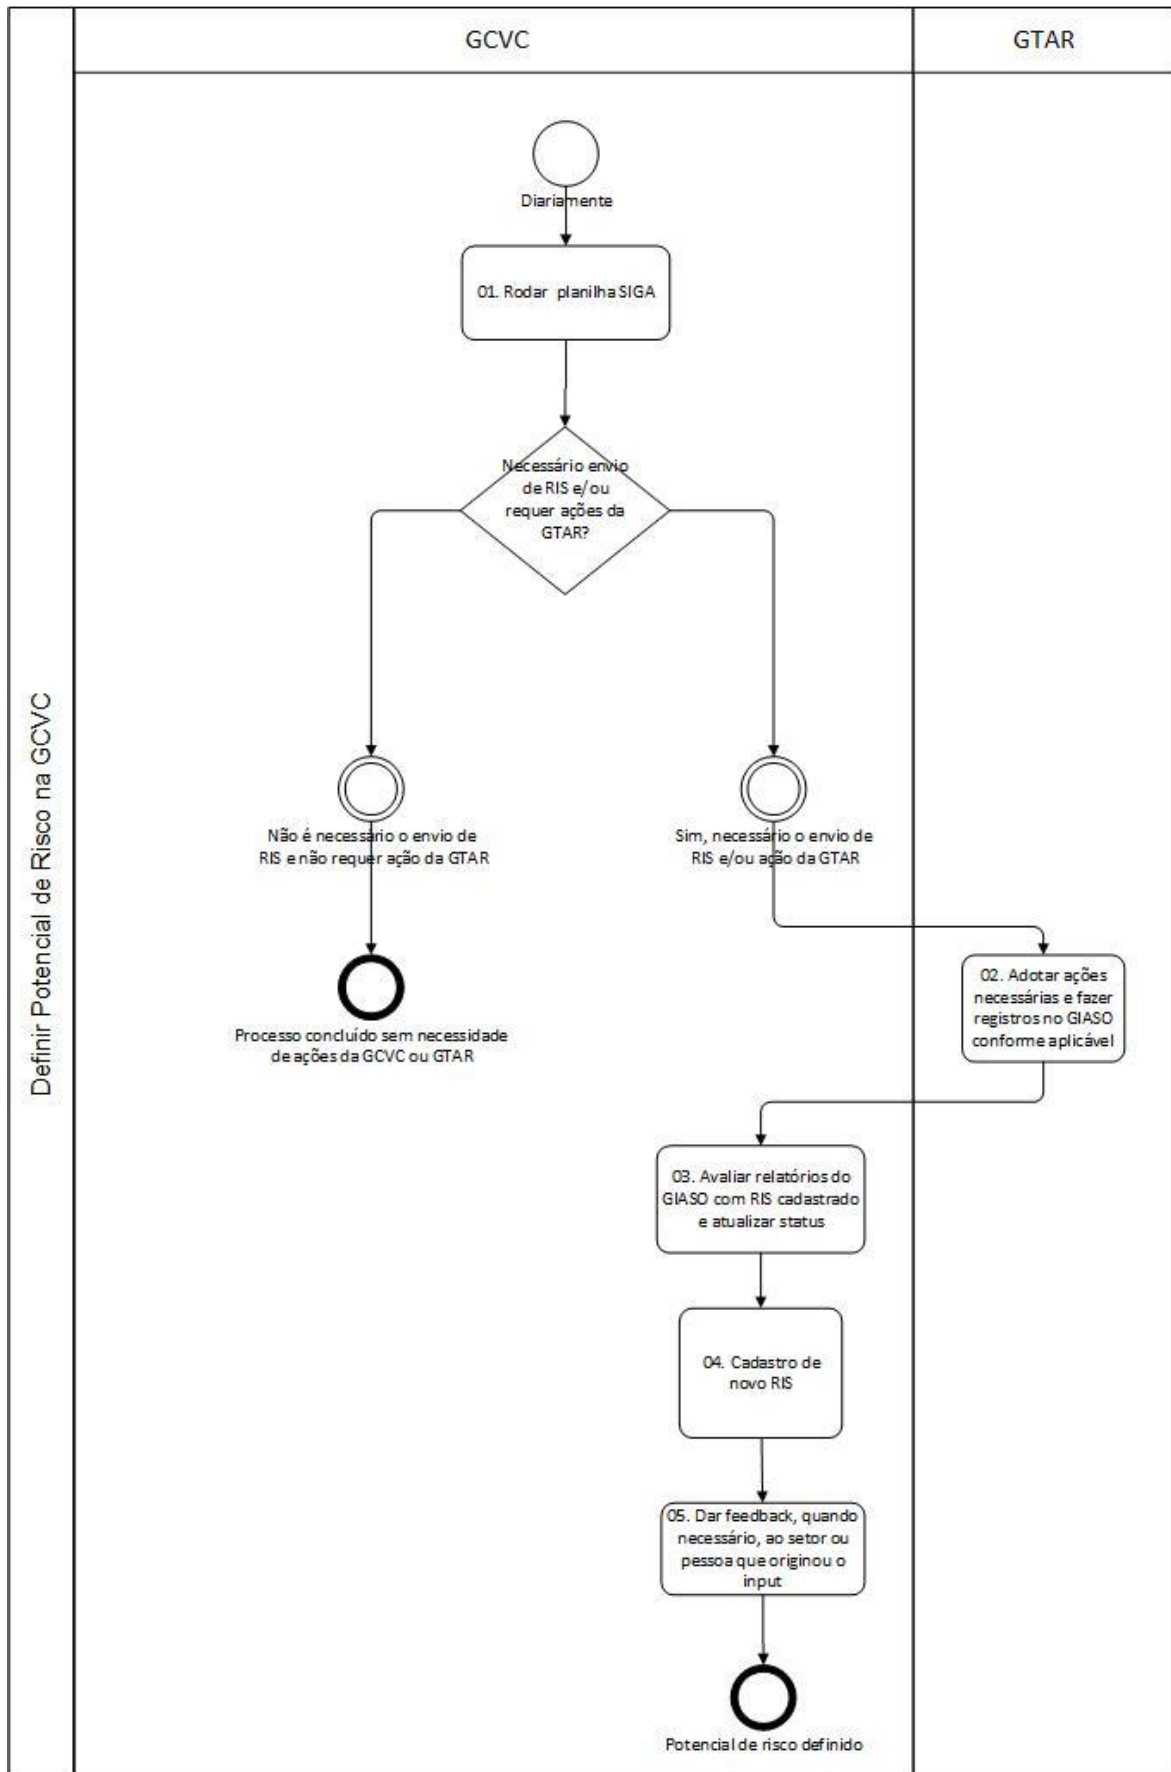 GCVC
GTAR
Definir Potencial de Risco na GCVC
Diariamente
01. Rodar planilha SIGA
Necessário envio
de RIS e/ou
requer ações da
GTAR?
Não é necessário o envio de
RIS e não requer ação da GTAR
Sim, necessário o envio de
RIS e/ou ação da GTAR
Processo concluído sem necessidade
de ações da GCVC ou GTAR
02. Adotar ações
necessárias e fazer
registros no GIASO
conforme aplicável
03. Avaliar relatórios do
GIASO com RIS cadastrado
e atualizar status
04. Cadastro de
novo RIS
05. Dar feedback, quando
necessário, ao setor ou
pessoa que originou o
input
Potencial de risco definido